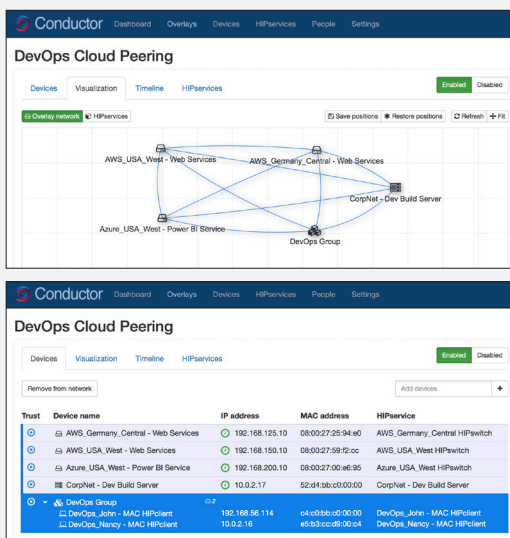 Conductor Dashboard Overlays Devices HIPservices People Settings
DevOps Cloud Peering
Devices Visualization Timeline HIPservices Enabled Disabled
Overlay network HIPservices Save positions Restore positions Refresh Fit
AWS_USA_West - Web Services
AWS_Germany_Central - Web Services
CorpNet - Dev Build Server
Azure_USA_West - Power BI Service
DevOps Group
Conductor Dashboard Overlays Devices HIPservices People Settings
DevOps Cloud Peering
Devices Visualization Timeline HIPservices Enabled Disabled
Remove from network Add devices +
Trust Device name IP address MAC address HIPservice
AWS_Germany_Central - Web Services 192.168.125.10 08:00:27:25:94:e0 AWS_Germany_Central HIPswitch
AWS_USA_West - Web Services 192.168.150.10 08:00:27:59:f2:cc AWS_USA_West HIPswitch
Azure_USA_West - Power BI Service 192.168.200.10 08:00:27:00:e6:95 Azure_USA_West HIPswitch
CorpNet - Dev Build Server 10.0.2.17 52:d4:bb:c0:00:00 CorpNet - Dev Build Server
DevOps Group 2
DevOps_John - MAC HIPclient 192.168.56.114 c4:c0:bb:c0:00:00 DevOps_John - MAC HIPclient
DevOps_Nancy - MAC HIPclient 10.0.2.16 e5:b3:cc:d9:00:c4 DevOps_Nancy - MAC HIPclient